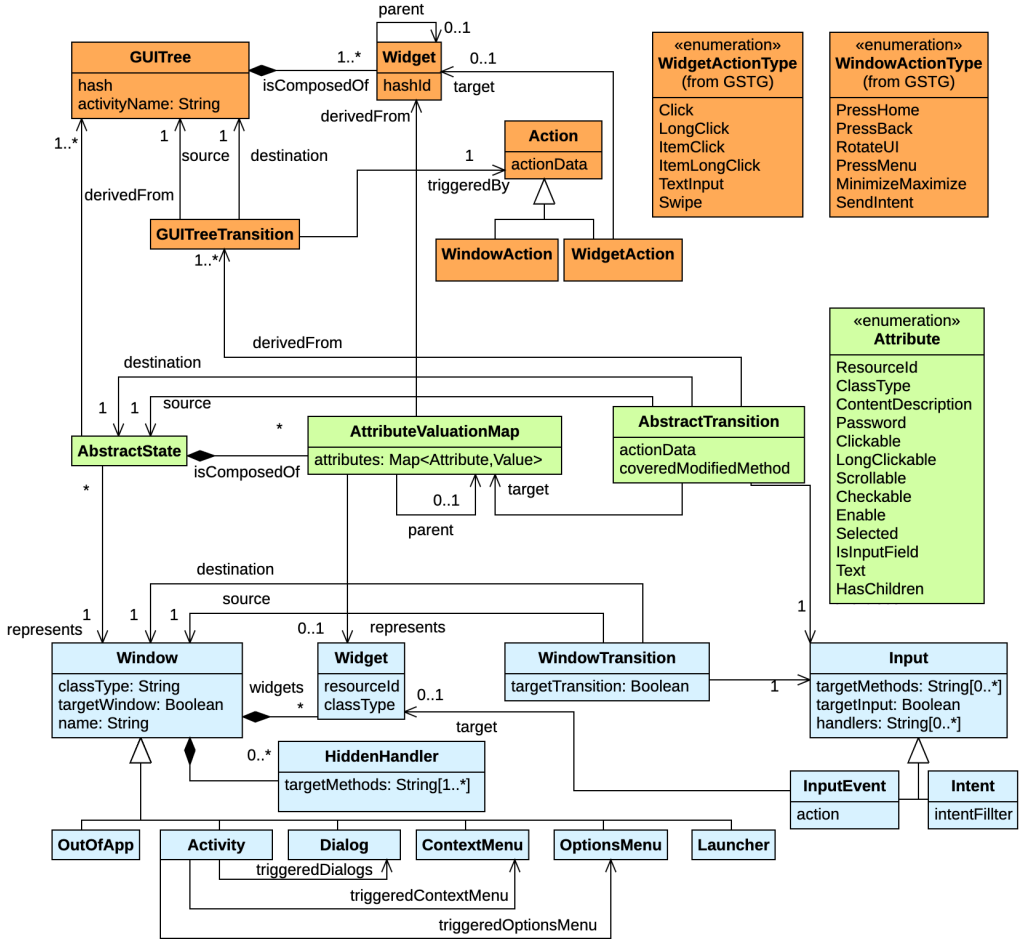 parent
0..1
GUITree
hash
activityName: String
1..*
isComposedOf
Widget
hashId
0..1
target
derivedFrom
«enumeration»
WidgetActionType
(from GSTG)
Click
LongClick
ItemClick
ItemLongClick
TextInput
Swipe
«enumeration»
WindowActionType
(from GSTG)
PressHome
PressBack
RotateUI
PressMenu
MinimizeMaximize
SendIntent
1..*
1
source
1
destination
derivedFrom
1
triggeredBy
Action
actionData
GUITreeTransition
1..*
WindowAction
WidgetAction
derivedFrom
destination
source
1
1
«enumeration»
Attribute
ResourceId
ClassType
ContentDescription
Password
Clickable
LongClickable
Scrollable
Checkable
Enable
Selected
IsInputField
Text
HasChildren
AbstractState
*
isComposedOf
*
AttributeValuationMap
attributes: Map<Attribute,Value>
AbstractTransition
actionData
coveredModifiedMethod
0..1
parent
target
destination
source
1
1
1
represents
0..1
represents
1
Window
classType: String
targetWindow: Boolean
name: String
widgets
*
Widget
resourceId
classType
0..1
target
WindowTransition
targetTransition: Boolean
1
Input
targetMethods: String[0..*]
targetInput: Boolean
handlers: String[0..*]
0..*
HiddenHandler
targetMethods: String[1..*]
InputEvent
action
Intent
intentFillter
OutOfApp
Activity
Dialog
ContextMenu
OptionsMenu
Launcher
triggeredDialogs
triggeredContextMenu
triggeredOptionsMenu